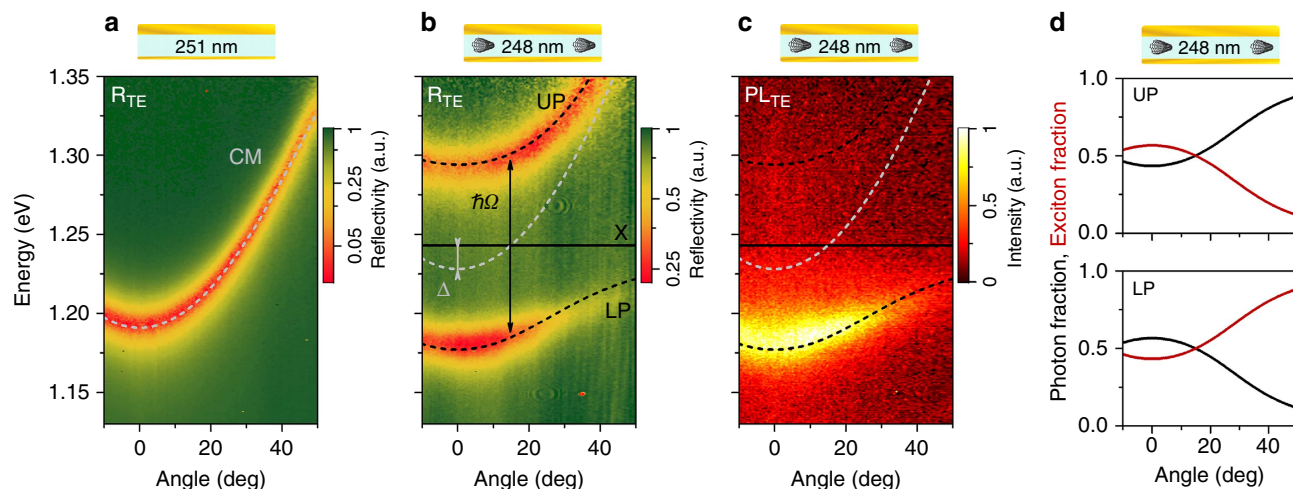 a
b
c
d
251 nm
248 nm
248 nm
248 nm
Energy (eV)
1.35
1.30
1.25
1.20
1.15
R_TE
CM
0
20
40
Angle (deg)
1
0.25
0.05
Reflectivity (a.u.)
R_TE
UP
ℏΩ
X
Δ
LP
0
20
40
Angle (deg)
1
0.5
0.25
Reflectivity (a.u.)
PL_TE
0
20
40
Angle (deg)
1
0.5
0
Intensity (a.u.)
Photon fraction, Exciton fraction
1.0
UP
0.5
0.0
1.0
LP
0.5
0.0
0
20
40
Angle (deg)